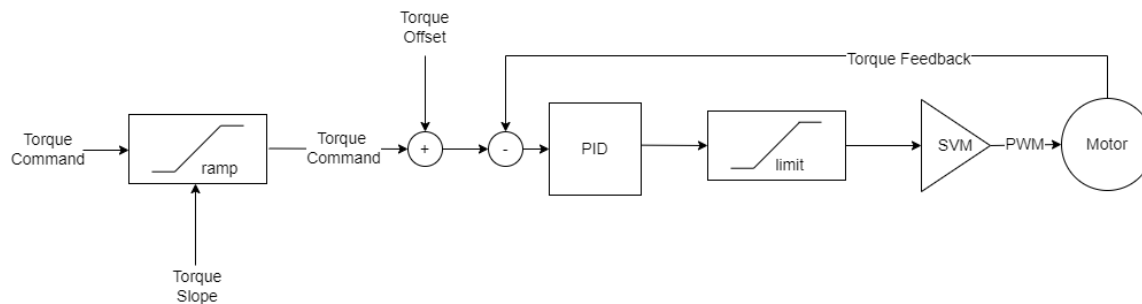 Torque
Offset
Torque Feedback
Torque
Command
ramp
Torque
Command
+
-
PID
limit
SVM
PWM
Motor
Torque
Slope